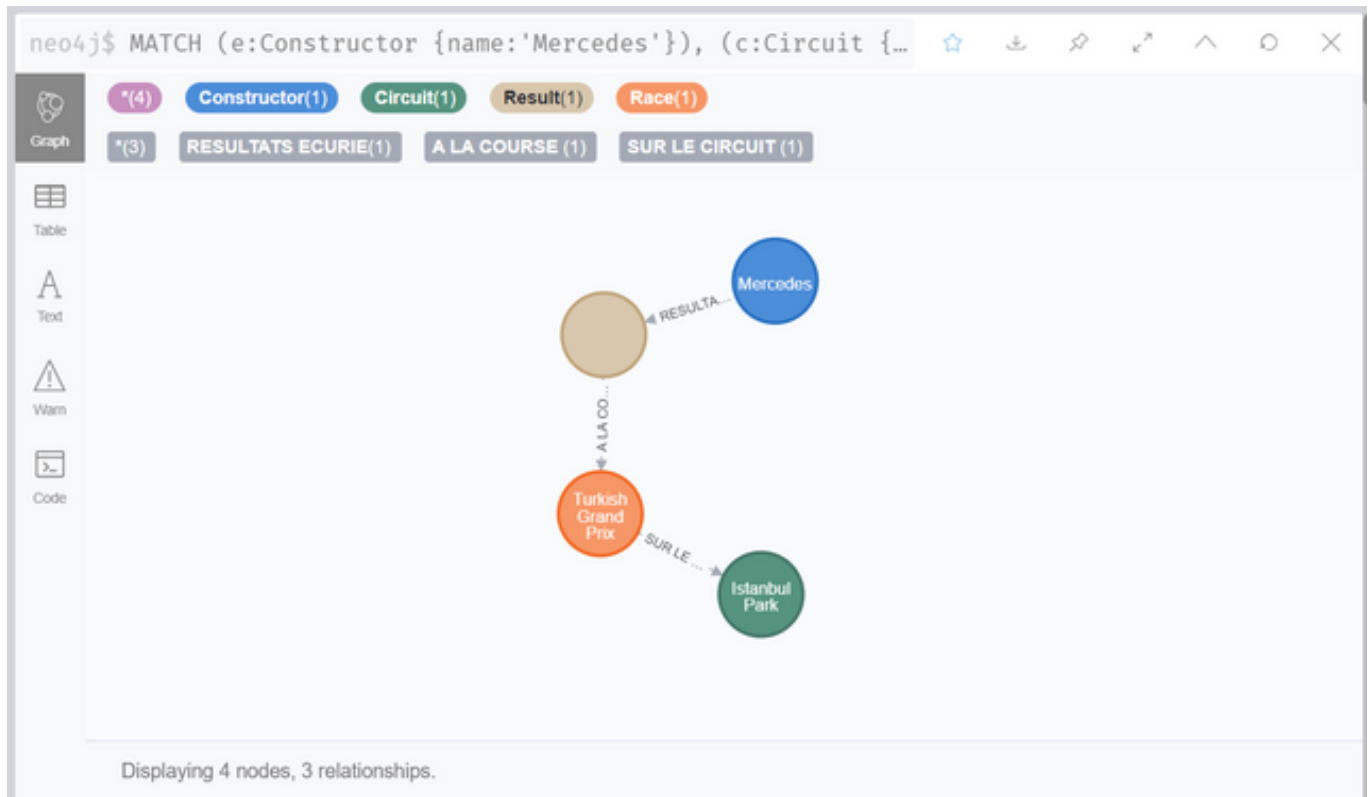 neo4j$ MATCH (e:Constructor {name:'Mercedes'}), (c:Circuit {…
*(4) Constructor(1) Circuit(1) Result(1) Race(1)
Graph
*(3) RESULTATS ECURIE(1) A LA COURSE (1) SUR LE CIRCUIT (1)
Table
A
Text
Warn
Code
Mercedes
RESULTA…
A LA CO…
Turkish
Grand
Prix
SUR LE …
Istanbul
Park
Displaying 4 nodes, 3 relationships.